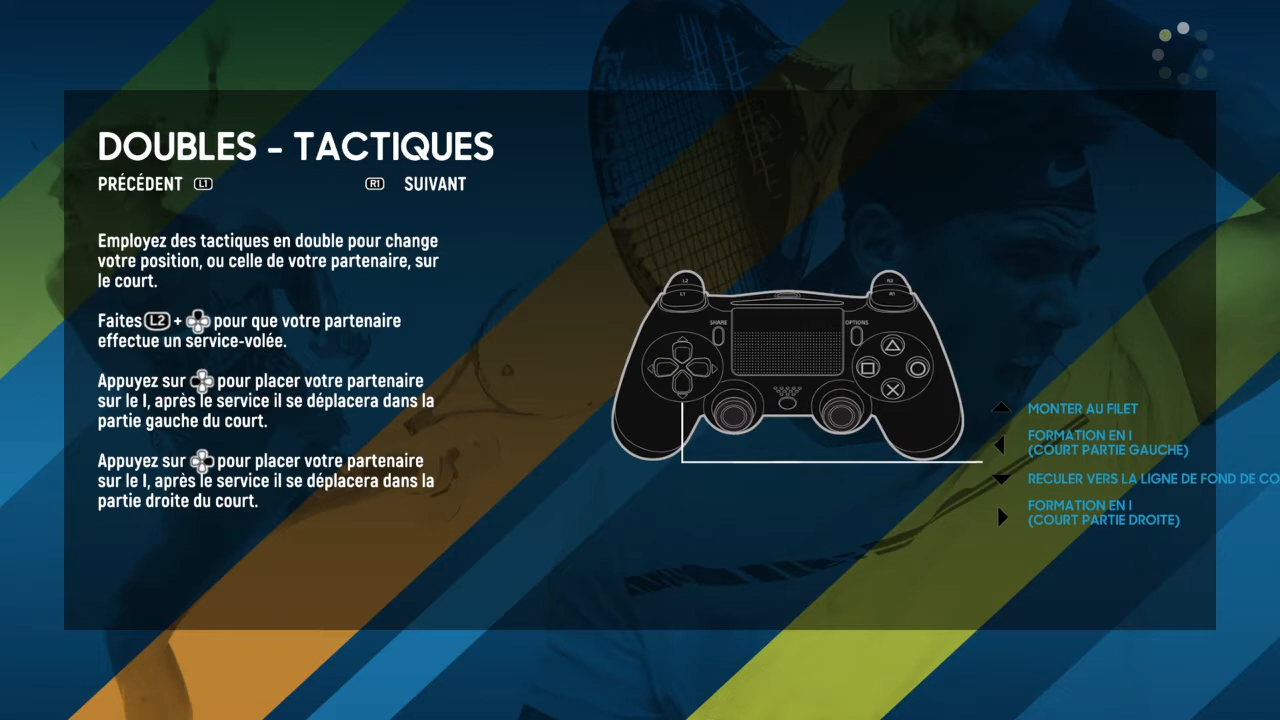 DOUBLES - TACTIQUES
PRÉCÉDENT L1
R1 SUIVANT
Employez des tactiques en double pour change
votre position, ou celle de votre partenaire, sur
le court.
Faites L2 + pour que votre partenaire
effectue un service-volée.
Appuyez sur pour placer votre partenaire
sur le I, après le service il se déplacera dans la
partie gauche du court.
Appuyez sur pour placer votre partenaire
sur le I, après le service il se déplacera dans la
partie droite du court.
L2
L1
R2
R1
SHARE
OPTIONS
MONTER AU FILET
FORMATION EN I
(COURT PARTIE GAUCHE)
RECULER VERS LA LIGNE DE FOND DE CO
FORMATION EN I
(COURT PARTIE DROITE)